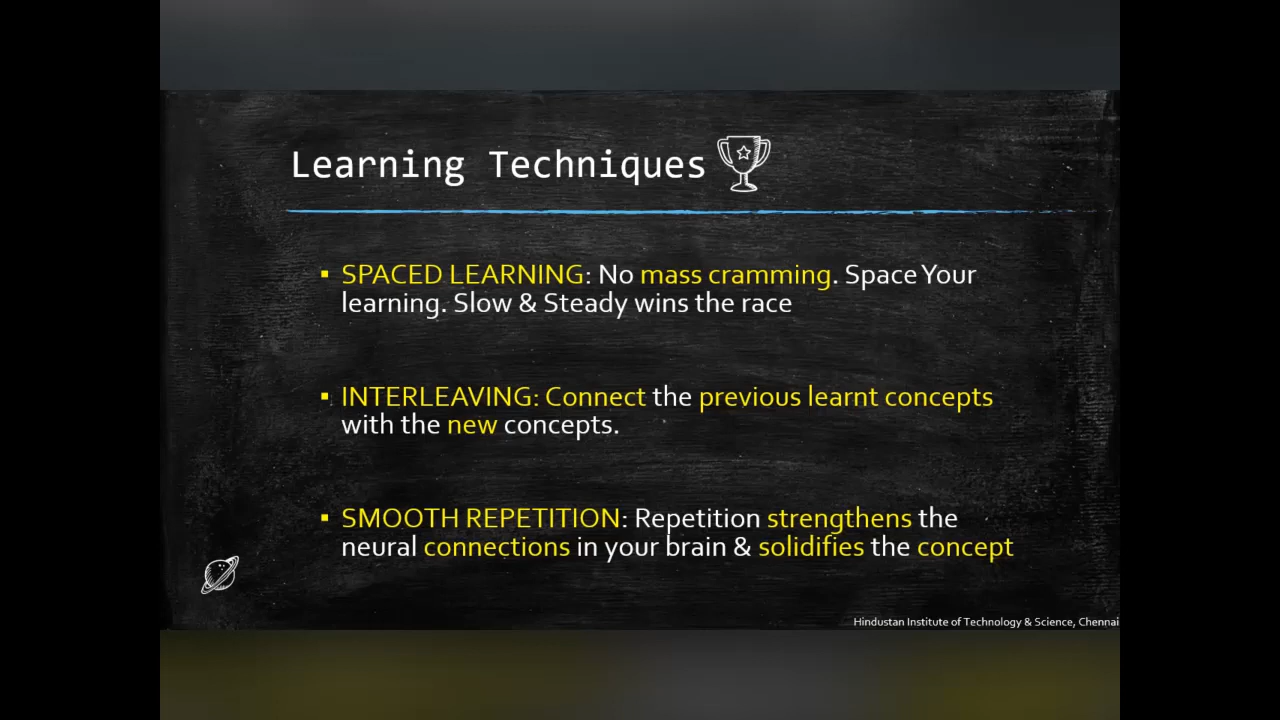 Learning Techniques
SPACED LEARNING: No mass cramming. Space Your
learning. Slow & Steady wins the race
INTERLEAVING: Connect the previous learnt concepts
with the new concepts.
SMOOTH REPETITION: Repetition strengthens the
neural connections in your brain & solidifies the concept
Hindustan Institute of Technology & Science, Chennai